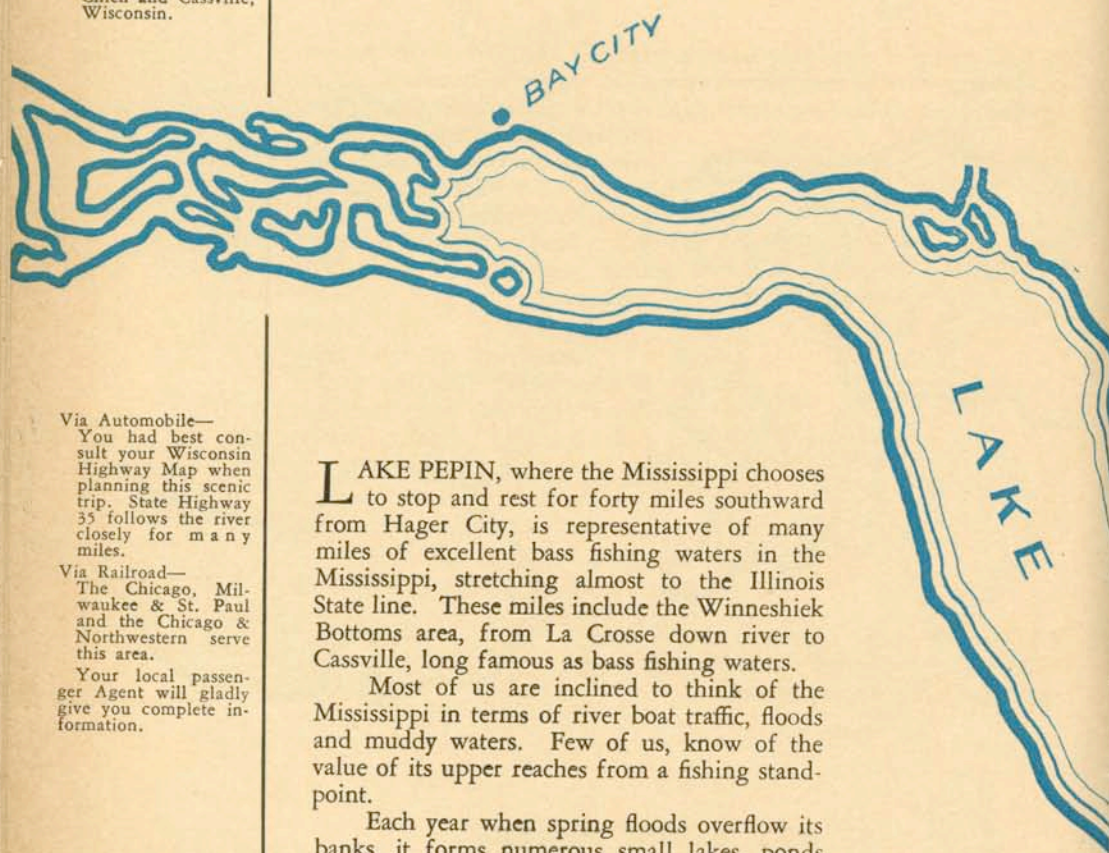 Wisconsin.
BAY CITY
LAKE
Via Automobile—
You had best con-
sult your Wisconsin
Highway Map when
planning this scenic
trip. State Highway
35 follows the river
closely for many
miles.
Via Railroad—
The Chicago, Mil-
waukee & St. Paul
and the Chicago &
Northwestern serve
this area.
Your local passen-
ger Agent will gladly
give you complete in-
formation.
LAKE PEPIN, where the Mississippi chooses
to stop and rest for forty miles southward
from Hager City, is representative of many
miles of excellent bass fishing waters in the
Mississippi, stretching almost to the Illinois
State line. These miles include the Winneshiek
Bottoms area, from La Crosse down river to
Cassville, long famous as bass fishing waters.
Most of us are inclined to think of the
Mississippi in terms of river boat traffic, floods
and muddy waters. Few of us, know of the
value of its upper reaches from a fishing stand-
point.
Each year when spring floods overflow its
banks, it forms numerous small lakes, ponds